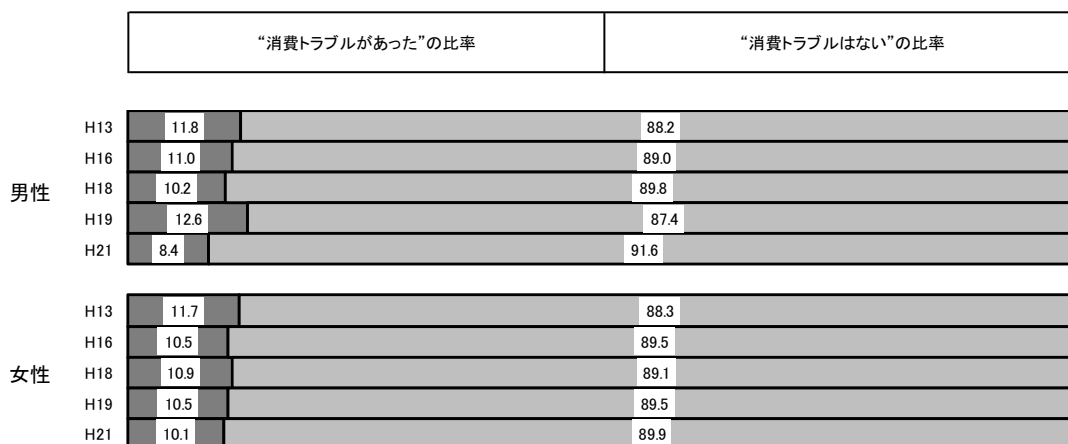 “消費トラブルがあった”の比率 “消費トラブルはない”の比率
男性
H13 11.8 88.2
H16 11.0 89.0
H18 10.2 89.8
H19 12.6 87.4
H21 8.4 91.6
女性
H13 11.7 88.3
H16 10.5 89.5
H18 10.9 89.1
H19 10.5 89.5
H21 10.1 89.9